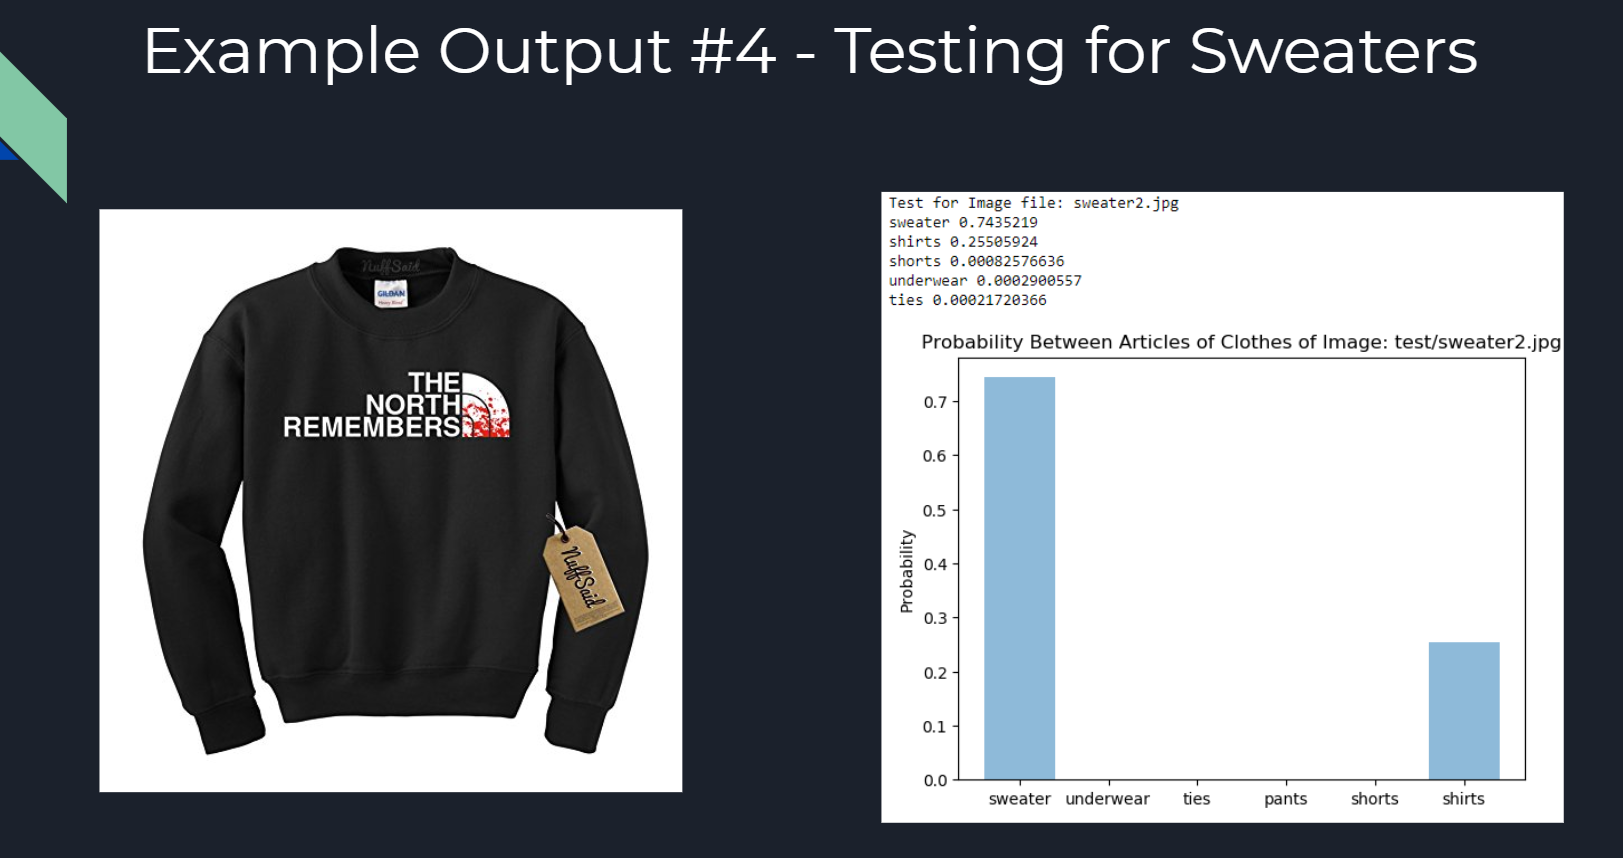 Example Output #4 - Testing for Sweaters
NuffSaid
GILDAN
Heavy Blend
THE
NORTH
REMEMBERS
NuffSaid
Test for Image file: sweater2.jpg
sweater 0.7435219
shirts 0.25505924
shorts 0.00082576636
underwear 0.0002900557
ties 0.00021720366
Probability Between Articles of Clothes of Image: test/sweater2.jpg
Probability
0.7
0.6
0.5
0.4
0.3
0.2
0.1
0.0
sweater underwear ties pants shorts shirts